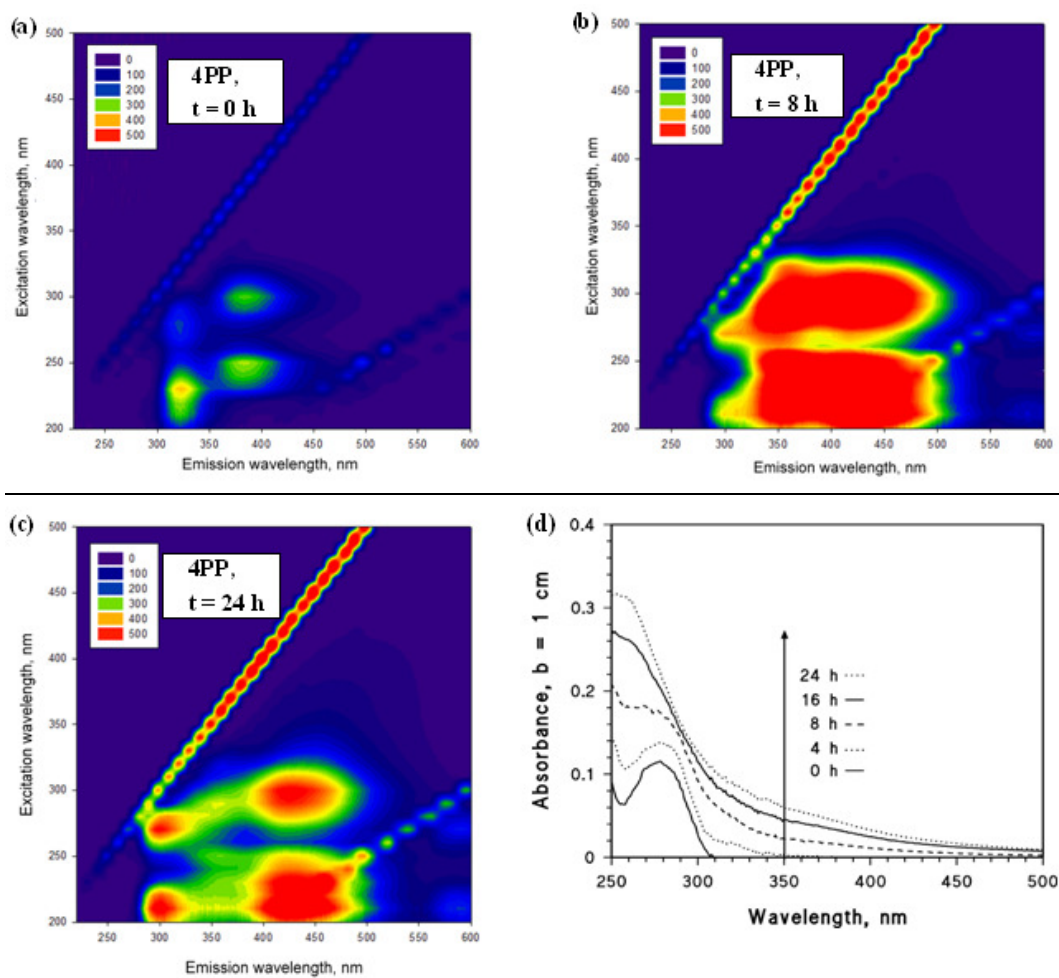 (a)
500
450
400
350
300
250
200
Excitation wavelength, nm
0
100
200
300
400
500
4PP,
t = 0 h
250 300 350 400 450 500 550 600
Emission wavelength, nm
(b)
500
450
400
350
300
250
200
Excitation wavelength, nm
0
100
200
300
400
500
4PP,
t = 8 h
250 300 350 400 450 500 550 600
Emission wavelength, nm
(c)
500
450
400
350
300
250
200
Excitation wavelength, nm
0
100
200
300
400
500
4PP,
t = 24 h
250 300 350 400 450 500 550 600
Emission wavelength, nm
(d)
0.4
0.3
0.2
0.1
0
Absorbance, b = 1 cm
24 h
16 h
8 h
4 h
0 h
250 300 350 400 450 500
Wavelength, nm